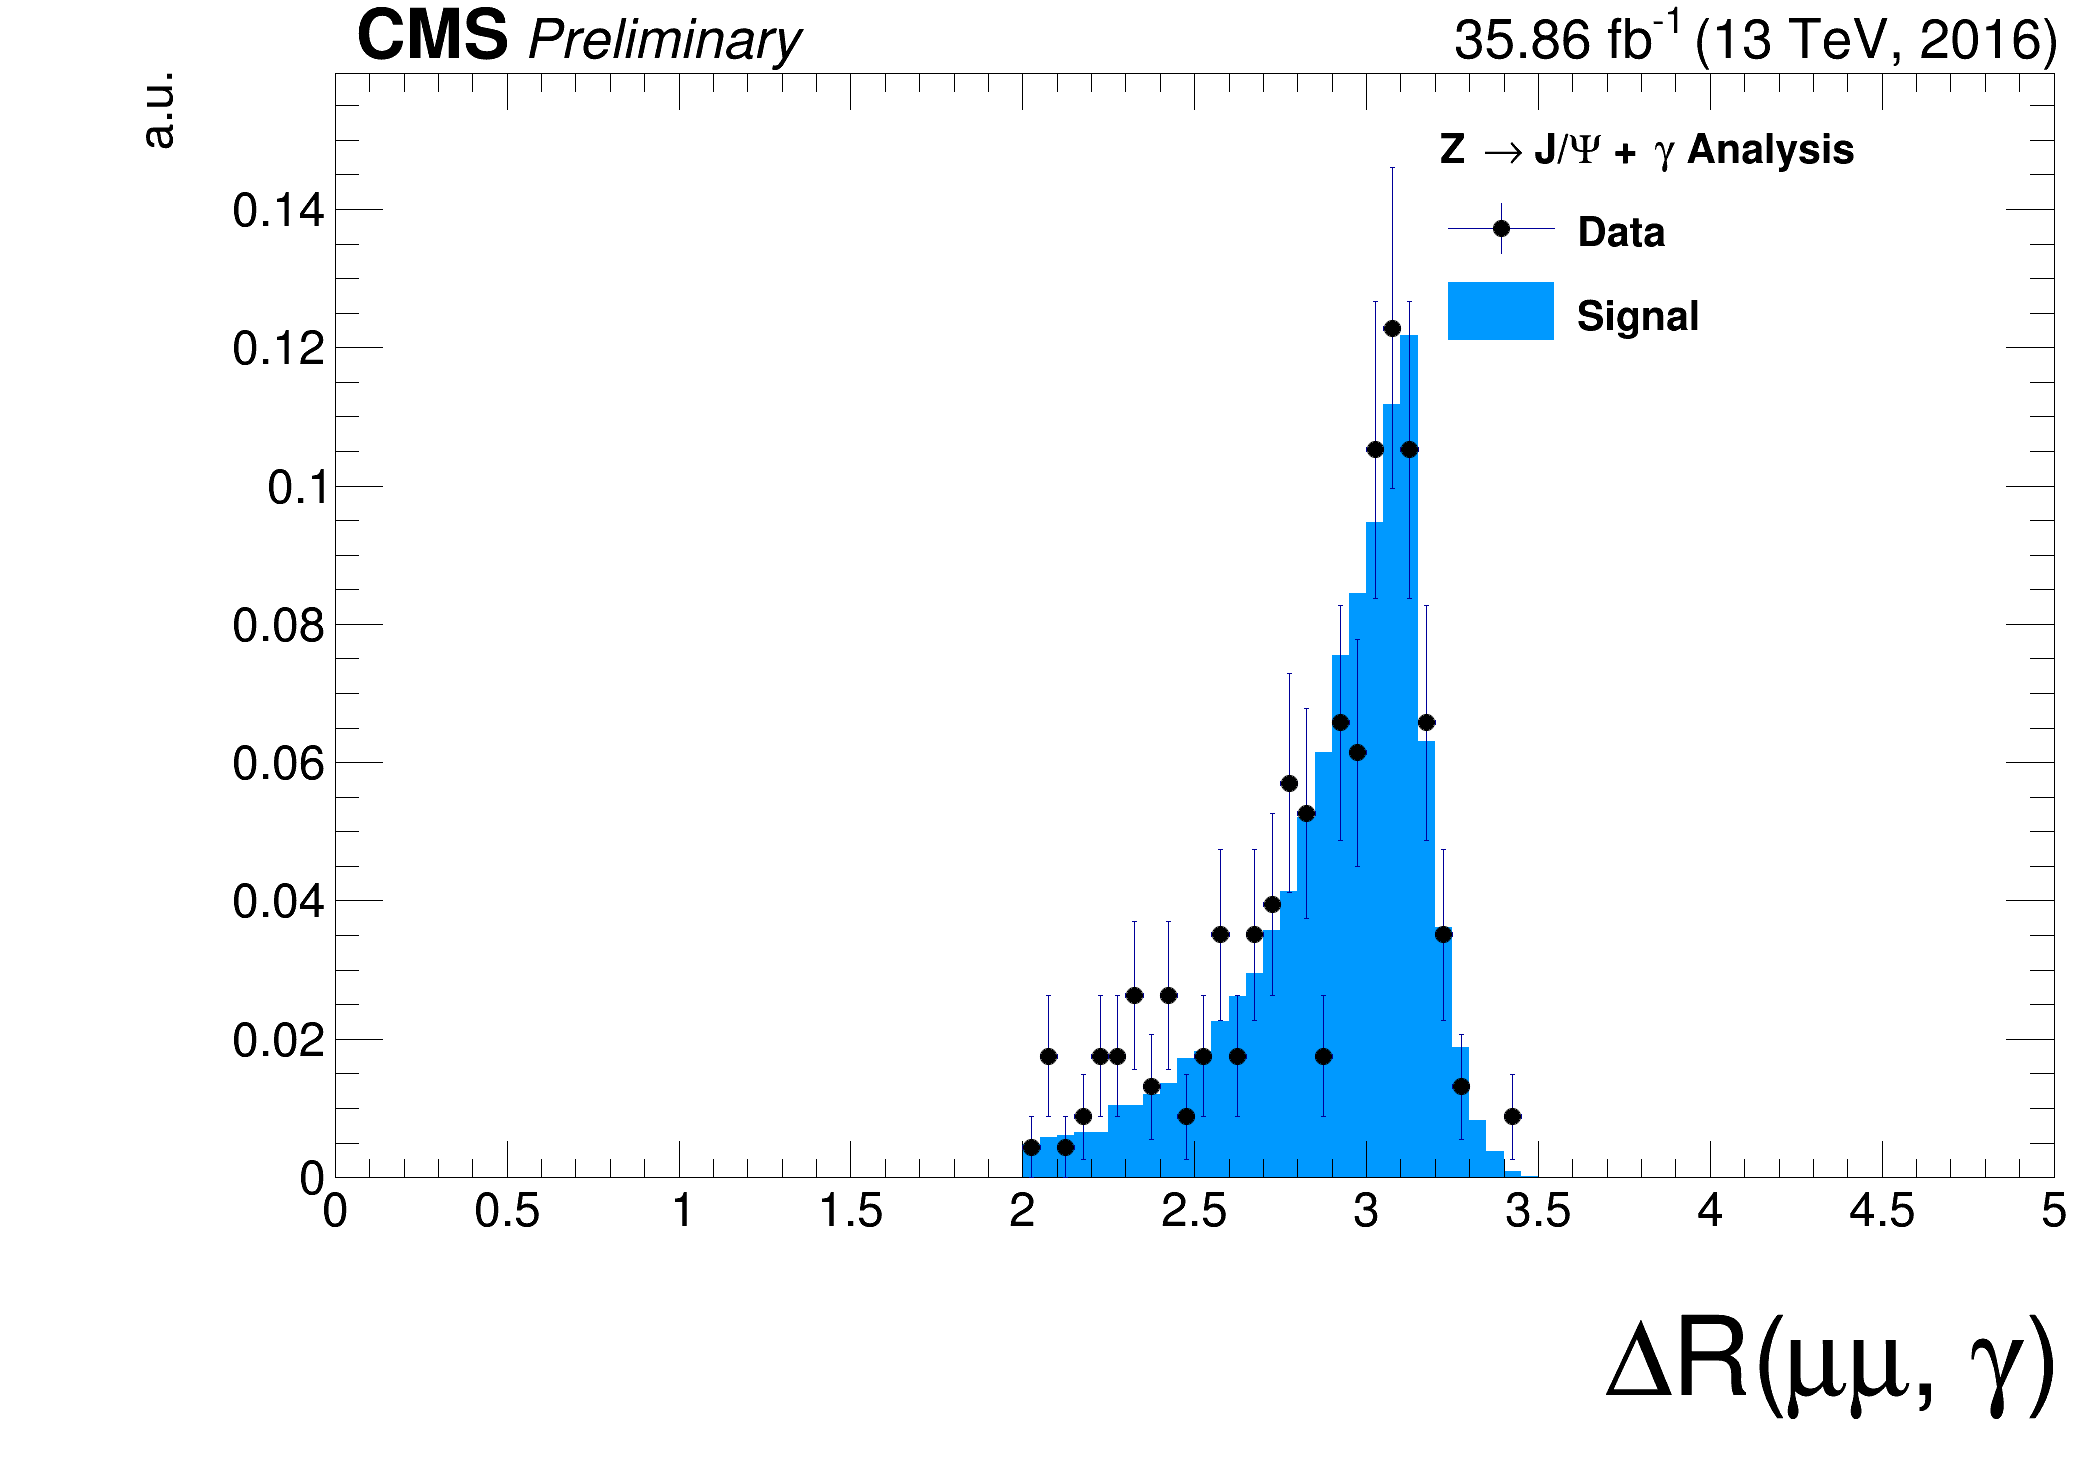 CMS Preliminary 35.86 fb⁻¹ (13 TeV, 2016)
a.u.
Z → J/Ψ + γ Analysis
Data
Signal
0.14
0.12
0.1
0.08
0.06
0.04
0.02
0
0 0.5 1 1.5 2 2.5 3 3.5 4 4.5 5
ΔR(μμ, γ)